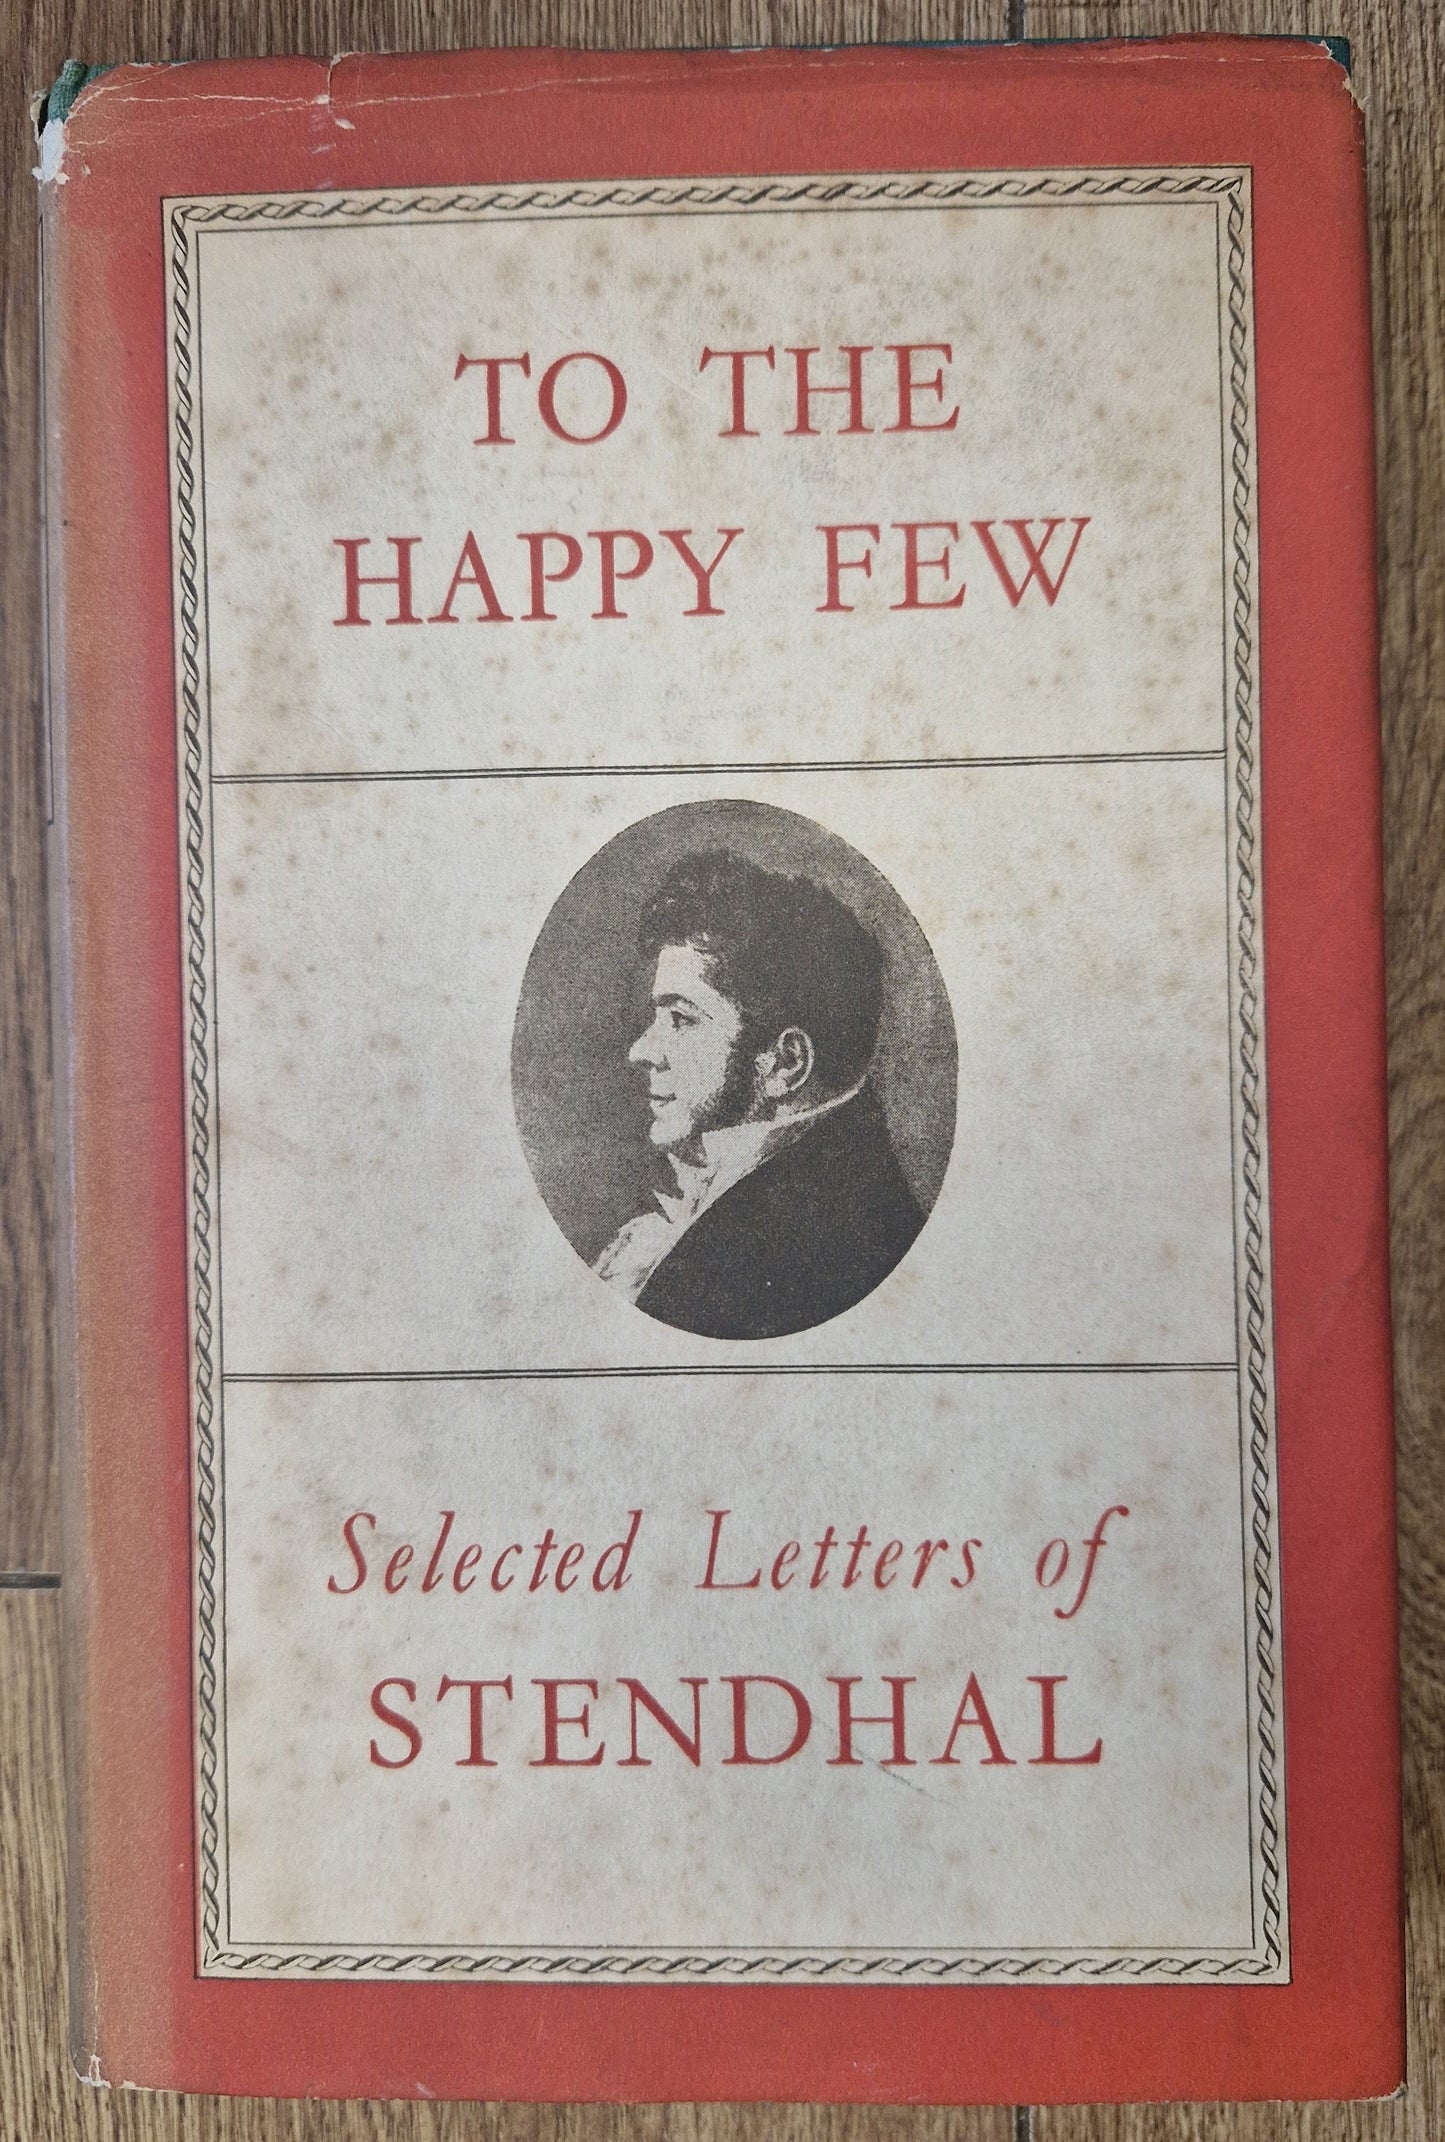 TO THE
HAPPY FEW
Selected Letters of
STENDHAL